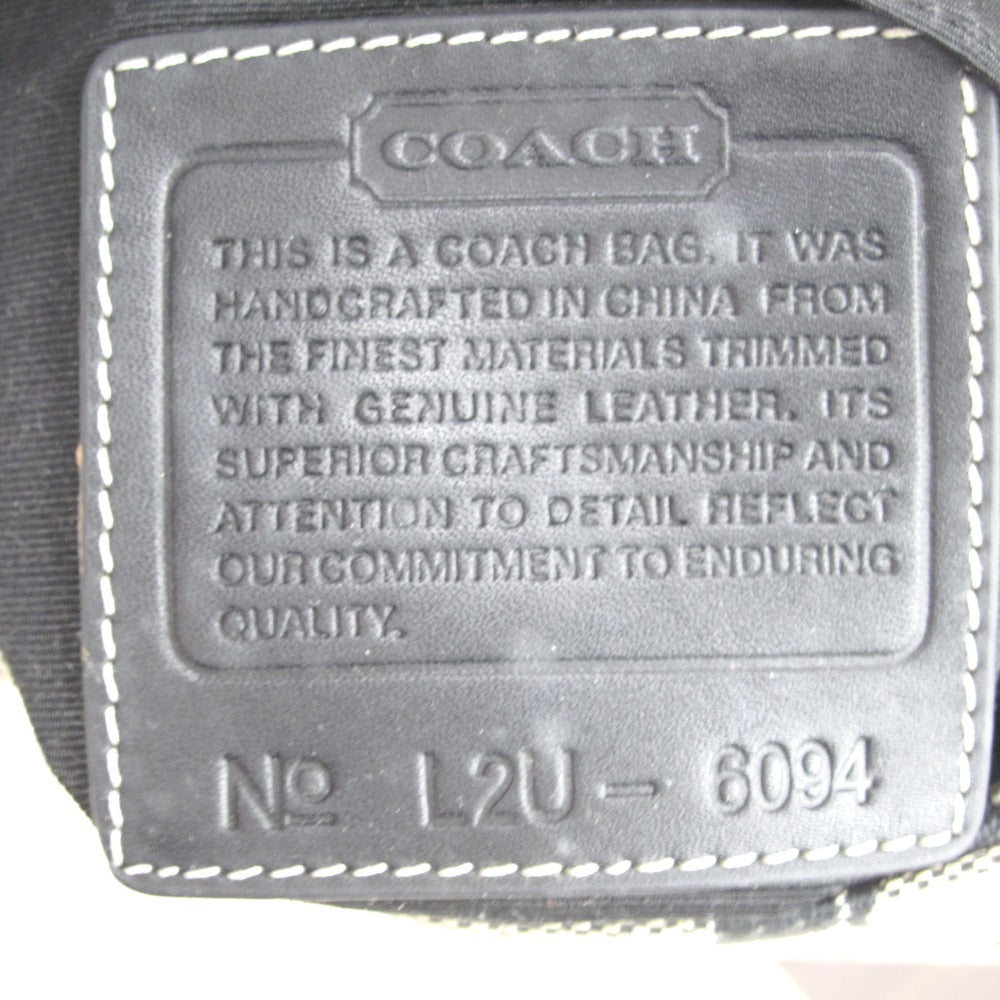 COACH
THIS IS A COACH BAG. IT WAS
HANDCRAFTED IN CHINA FROM
THE FINEST MATERIALS TRIMMED
WITH GENUINE LEATHER. ITS
SUPERIOR CRAFTSMANSHIP AND
ATTENTION TO DETAIL REFLECT
OUR COMMITMENT TO ENDURING
QUALITY.
Nº L2U - 6094